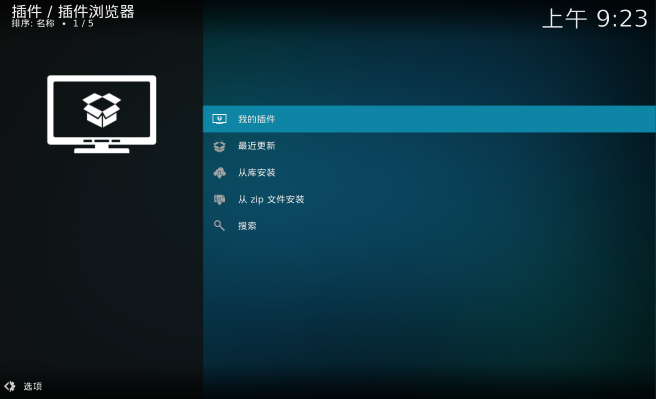 插件 / 插件浏览器
排序: 名称 • 1 / 5
上午 9:23
我的插件
最近更新
从库安装
从 zip 文件安装
搜索
选项